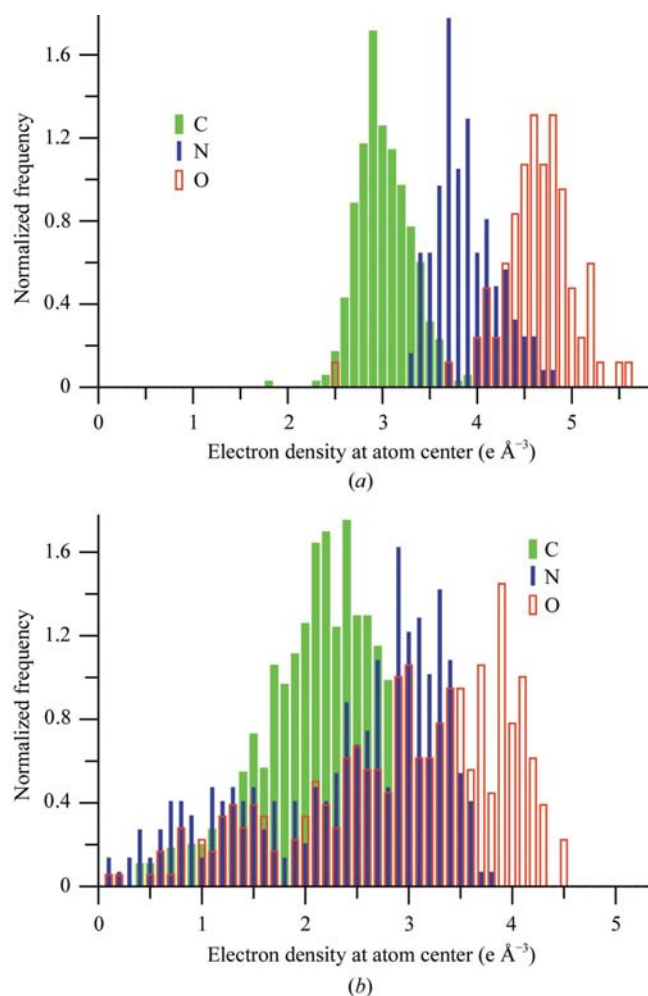 1.6
1.2
0.8
0.4
0
Normalized frequency
C
N
O
0 1 2 3 4 5
Electron density at atom center (e Å⁻³)
(a)
1.6
1.2
0.8
0.4
0
Normalized frequency
C
N
O
0 1 2 3 4 5
Electron density at atom center (e Å⁻³)
(b)